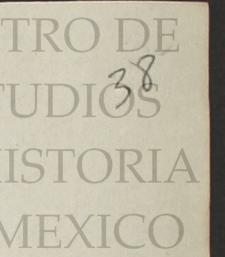 TRO DE
38
TUDIOS
ISTORIA
MEXICO